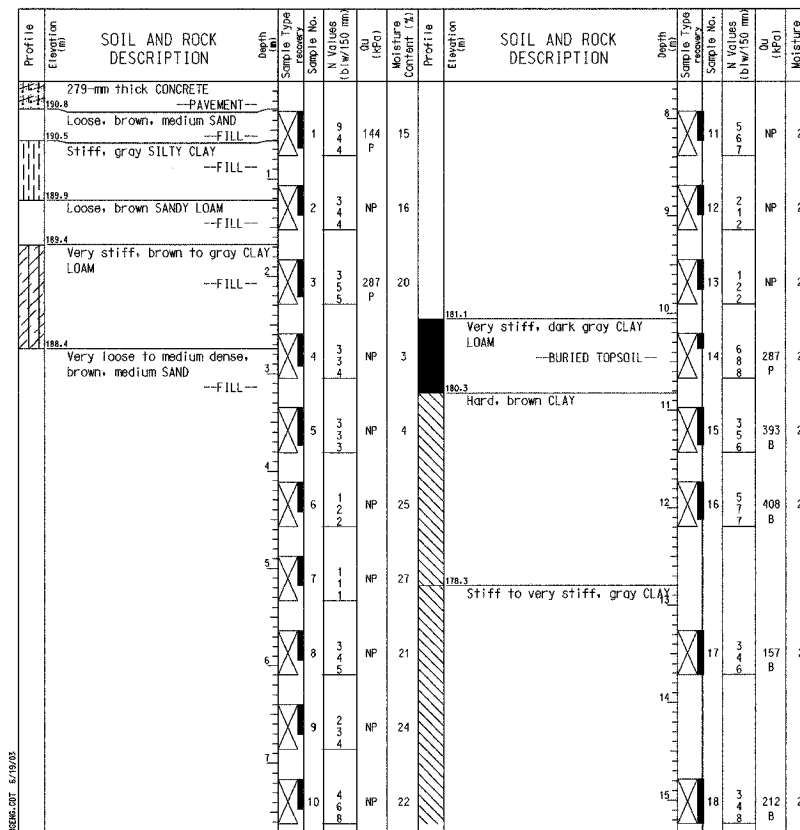 Profile
Elevation (m)
SOIL AND ROCK
DESCRIPTION
Depth (m)
Sample Type
recovery
Sample No.
N Values
(blw/150 mm)
Qu
(kPa)
Moisture
Content (%)
279-mm thick CONCRETE
190.8 ---PAVEMENT---
Loose, brown, medium SAND
190.5 ---FILL---
Stiff, gray SILTY CLAY
---FILL---
1
189.9
Loose, brown SANDY LOAM
---FILL---
189.4
Very stiff, brown to gray CLAY
LOAM
2
---FILL---
188.4
Very loose to medium dense,
brown, medium SAND
3
---FILL---
4
5
6
7
1 9 4 4 144 P 15
2 3 4 4 NP 16
3 3 5 5 287 P 20
4 3 3 4 NP 3
5 3 3 3 NP 4
6 1 2 2 NP 25
7 1 1 1 NP 27
8 3 4 5 NP 21
9 2 3 4 NP 24
10 4 6 8 NP 22
Profile
Elevation (m)
SOIL AND ROCK
DESCRIPTION
Depth (m)
Sample Type
recovery
Sample No.
N Values
(blw/150 mm)
Qu
(kPa)
Moisture
8
9
10
181.1
Very stiff, dark gray CLAY
LOAM
---BURIED TOPSOIL---
180.3
Hard, brown CLAY
11
12
178.3
Stiff to very stiff, gray CLAY
13
14
15
11 5 6 7 NP 2
12 2 1 2 NP 2
13 1 2 2 NP 2
14 6 8 8 287 P 2
15 3 5 6 393 B 2
16 5 7 7 408 B 2
17 3 4 6 157 B 2
18 3 4 8 212 B 2
6/19/03